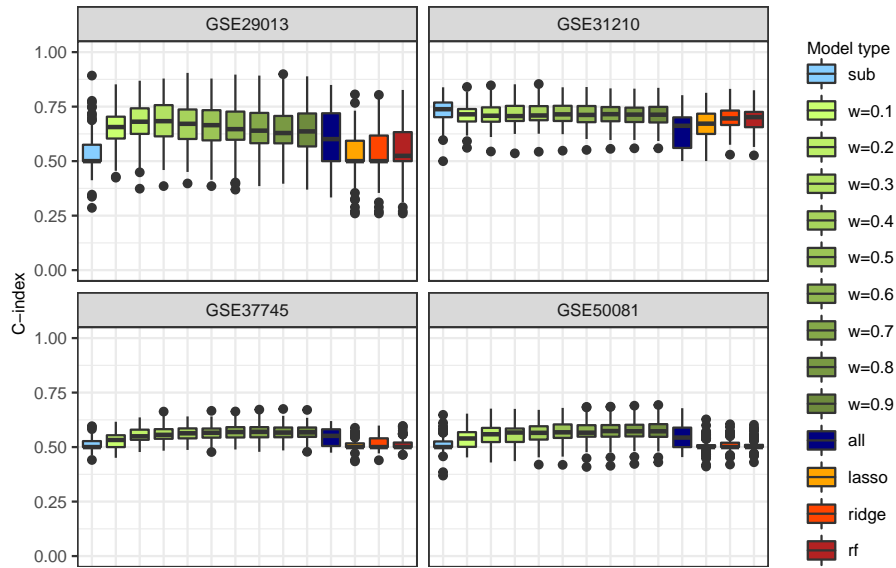 GSE29013
GSE31210
1.00
0.75
0.50
0.25
0.00
C−index
GSE37745
GSE50081
1.00
0.75
0.50
0.25
0.00
Model type
sub
w=0.1
w=0.2
w=0.3
w=0.4
w=0.5
w=0.6
w=0.7
w=0.8
w=0.9
all
lasso
ridge
rf